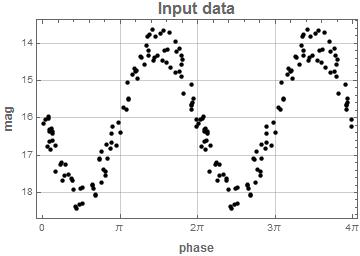 Input data
14
15
16
17
18
mag
0
π
2π
3π
4π
phase